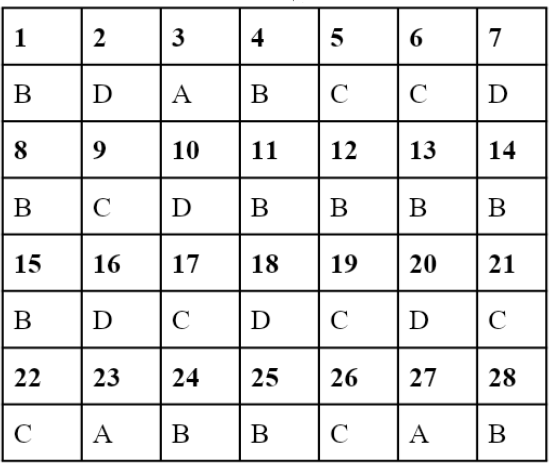 1 2 3 4 5 6 7
B D A B C C D
8 9 10 11 12 13 14
B C D B B B B
15 16 17 18 19 20 21
B D C D C D C
22 23 24 25 26 27 28
C A B B C A B